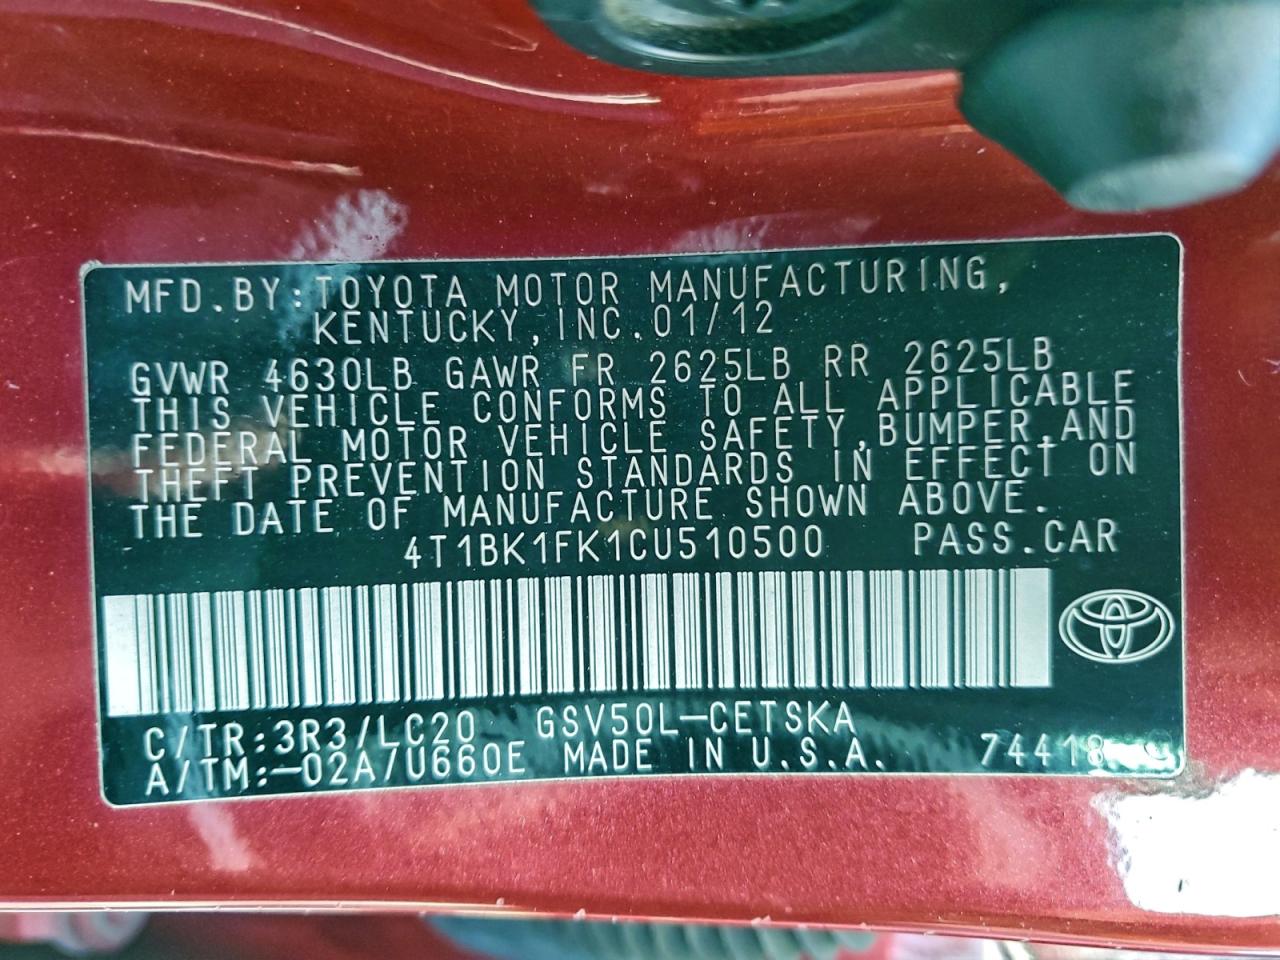 MFD.BY:TOYOTA MOTOR MANUFACTURING,
KENTUCKY,INC.01/12
GVWR 4630LB GAWR FR 2625LB RR 2625LB
THIS VEHICLE CONFORMS TO ALL APPLICABLE
FEDERAL MOTOR VEHICLE SAFETY,BUMPER,AND
THEFT PREVENTION STANDARDS IN EFFECT ON
THE DATE OF MANUFACTURE SHOWN ABOVE.
4T1BK1FK1CU510500 PASS.CAR
C/TR:3R3/LC20 GSV50L-CETSKA
A/TM:-02A/U660E MADE IN U.S.A.